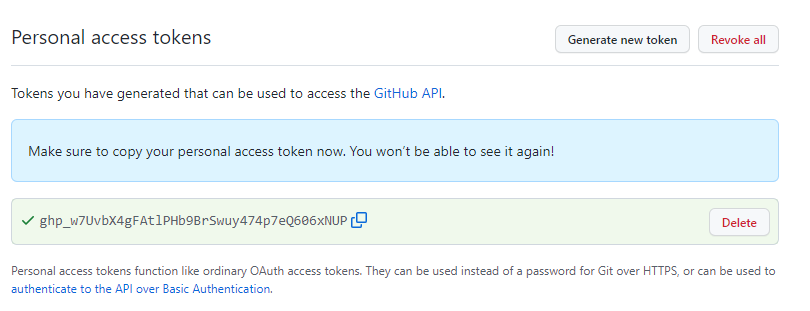 Personal access tokens
Generate new token
Revoke all
Tokens you have generated that can be used to access the GitHub API.
Make sure to copy your personal access token now. You won't be able to see it again!
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
Delete
Personal access tokens function like ordinary OAuth access tokens. They can be used instead of a password for Git over HTTPS, or can be used to
authenticate to the API over Basic Authentication.